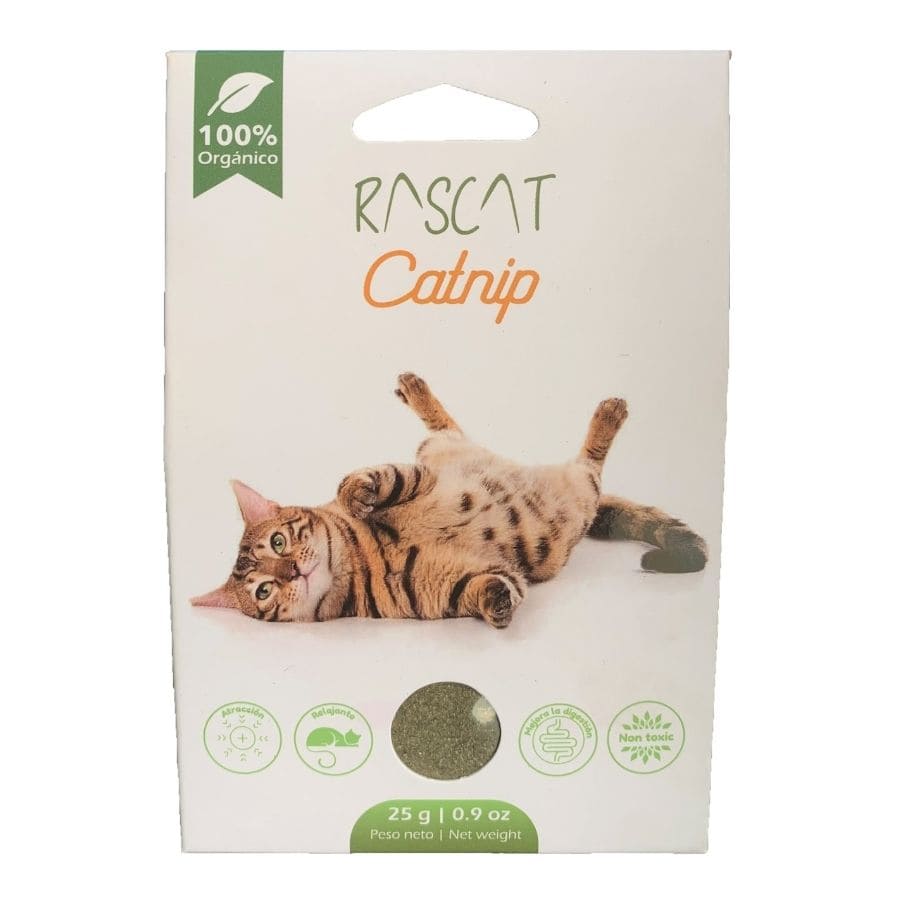 100%
Orgánico
RASCAT
Catnip
Atracción
Relajante
Mejora la digestión
Non toxic
25 g | 0.9 oz
Peso neto | Net weight